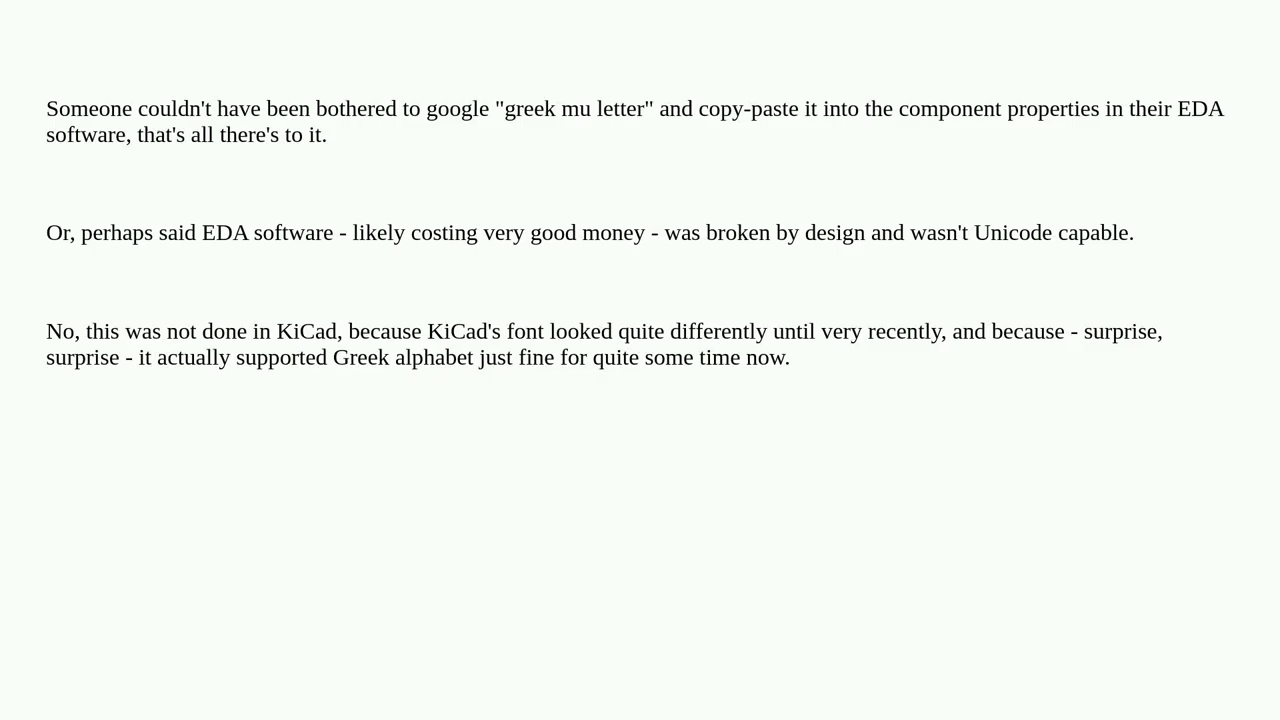 Someone couldn't have been bothered to google "greek mu letter" and copy-paste it into the component properties in their EDA
software, that's all there's to it.
Or, perhaps said EDA software - likely costing very good money - was broken by design and wasn't Unicode capable.
No, this was not done in KiCad, because KiCad's font looked quite differently until very recently, and because - surprise,
surprise - it actually supported Greek alphabet just fine for quite some time now.